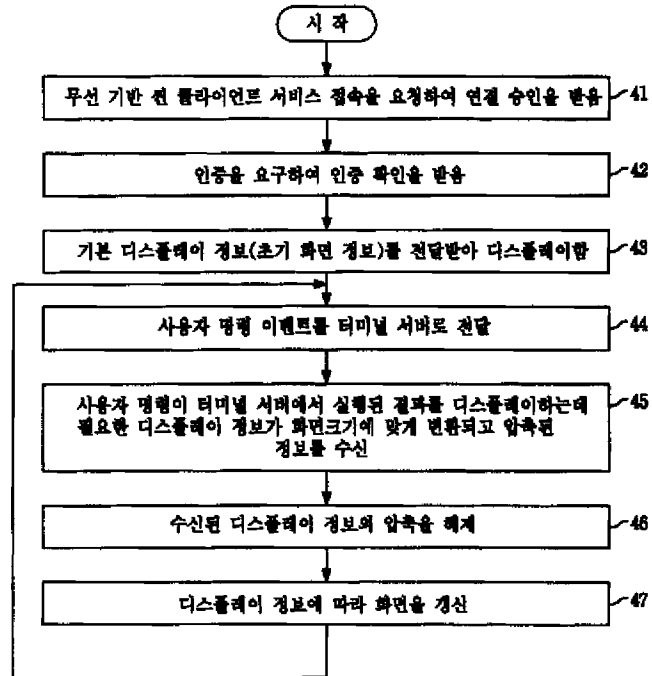 시 작
무선 기반 씬 클라이언트 서비스 접속을 요청하여 연결 승인을 받음 41
인증을 요구하여 인증 확인을 받음 42
기본 디스플레이 정보(초기 화면 정보)를 전달받아 디스플레이함 43
사용자 명령 이벤트를 터미널 서버로 전달 44
사용자 명령이 터미널 서버에서 실행된 결과를 디스플레이하는데 45
필요한 디스플레이 정보가 화면크기에 맞게 변환되고 압축된
정보를 수신
수신된 디스플레이 정보의 압축을 해제 46
디스플레이 정보에 따라 화면을 갱신 47